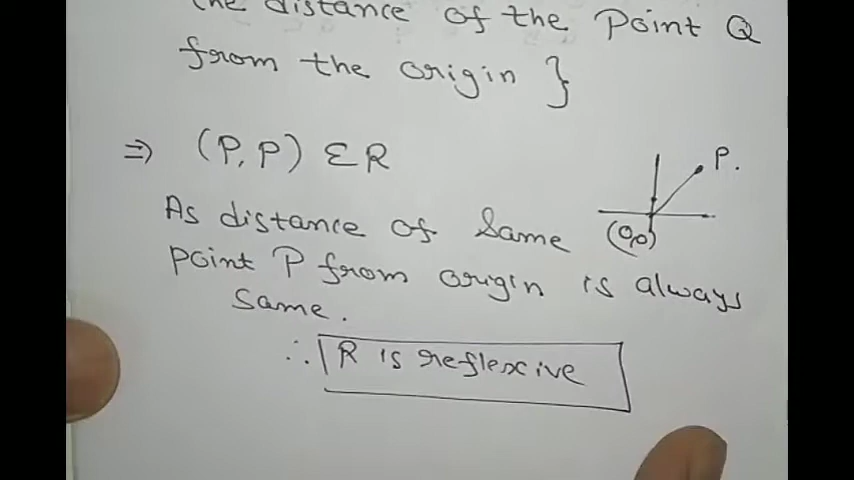 the distance of the Point Q
from the origin }
⇒ (P, P) ∈ R
P.
As distance of Same
(0,0)
point P from origin is always
Same.
∴ R is reflexive